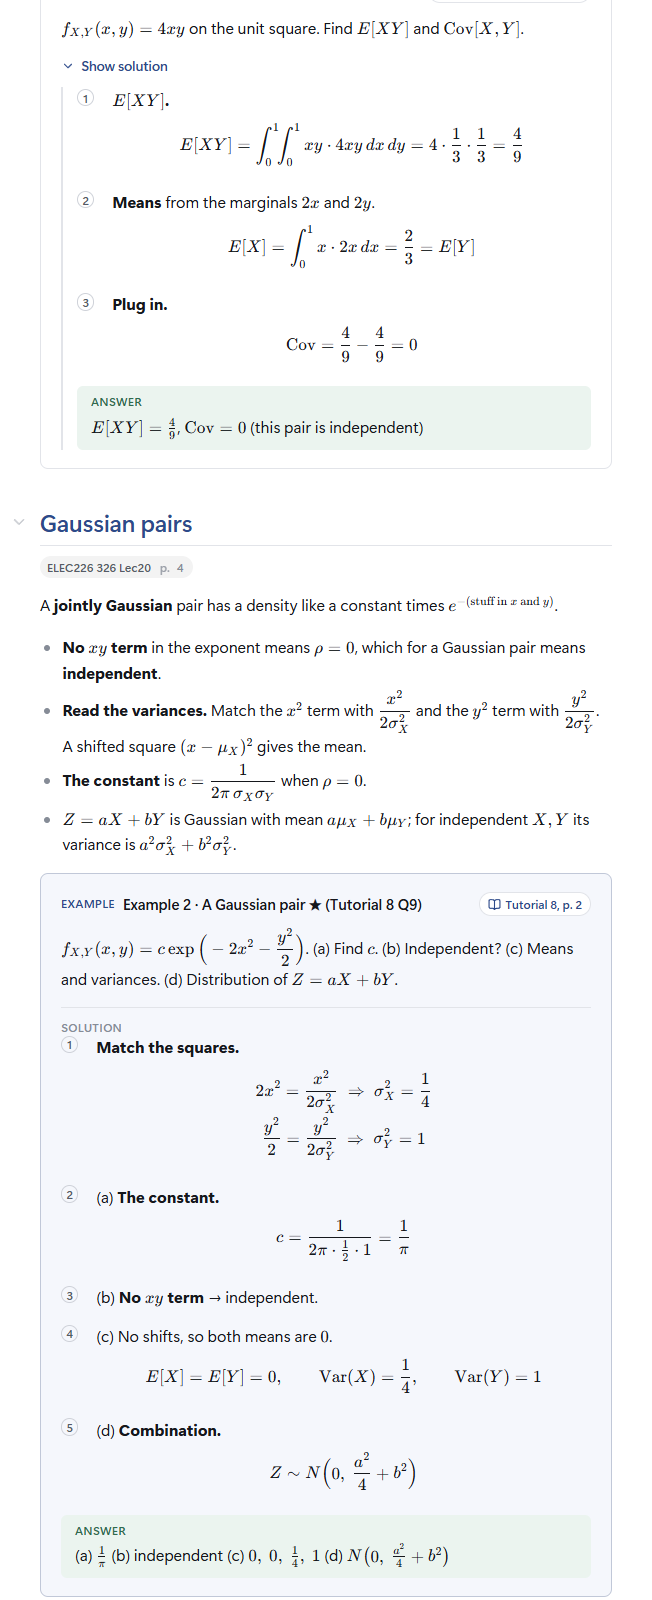 f_{X,Y}(x, y) = 4xy on the unit square. Find E[XY] and Cov[X, Y].
Show solution
1 E[XY].
E[XY] = ∫_0^1 ∫_0^1 xy · 4xy dx dy = 4 · 1/3 · 1/3 = 4/9
2 Means from the marginals 2x and 2y.
E[X] = ∫_0^1 x · 2x dx = 2/3 = E[Y]
3 Plug in.
Cov = 4/9 − 4/9 = 0
ANSWER
E[XY] = 4/9, Cov = 0 (this pair is independent)
Gaussian pairs
ELEC226 326 Lec20 p. 4
A jointly Gaussian pair has a density like a constant times e^{−(stuff in x and y)}.
• No xy term in the exponent means ρ = 0, which for a Gaussian pair means
independent.
• Read the variances. Match the x² term with x²/(2σ_X²) and the y² term with y²/(2σ_Y²).
A shifted square (x − μ_X)² gives the mean.
• The constant is c = 1/(2π σ_X σ_Y) when ρ = 0.
• Z = aX + bY is Gaussian with mean aμ_X + bμ_Y; for independent X, Y its
variance is a²σ_X² + b²σ_Y².
EXAMPLE Example 2 · A Gaussian pair ★ (Tutorial 8 Q9) Tutorial 8, p. 2
f_{X,Y}(x, y) = c exp(− 2x² − y²/2). (a) Find c. (b) Independent? (c) Means
and variances. (d) Distribution of Z = aX + bY.
SOLUTION
1 Match the squares.
2x² = x²/(2σ_X²) ⇒ σ_X² = 1/4
y²/2 = y²/(2σ_Y²) ⇒ σ_Y² = 1
2 (a) The constant.
c = 1/(2π · 1/2 · 1) = 1/π
3 (b) No xy term → independent.
4 (c) No shifts, so both means are 0.
E[X] = E[Y] = 0, Var(X) = 1/4, Var(Y) = 1
5 (d) Combination.
Z ∼ N(0, a²/4 + b²)
ANSWER
(a) 1/π (b) independent (c) 0, 0, 1/4, 1 (d) N(0, a²/4 + b²)